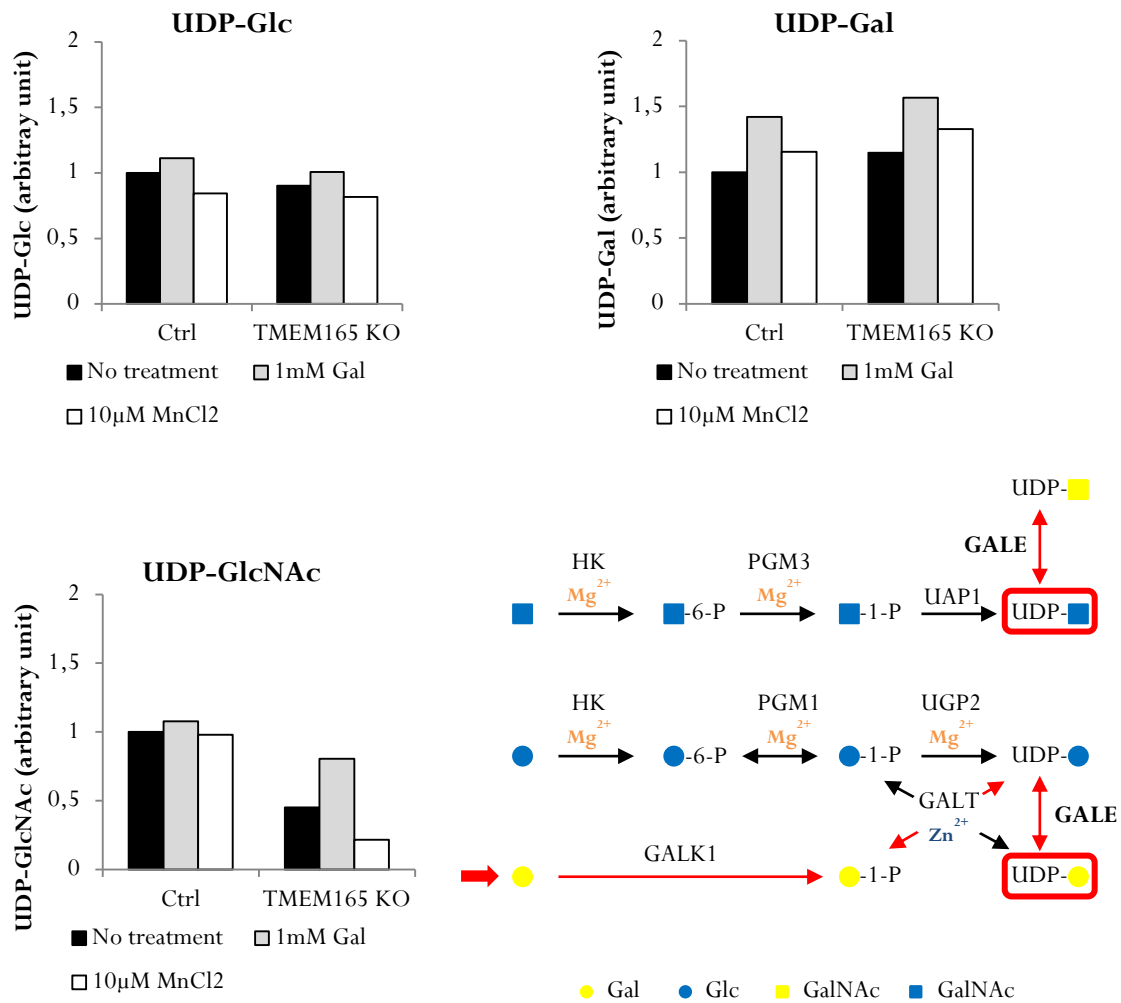 UDP-Glc
UDP-Glc (arbitray unit)
2
1,5
1
0,5
0
Ctrl TMEM165 KO
No treatment 1mM Gal
10µM MnCl2
UDP-Gal
UDP-Gal (arbitrary unit)
2
1,5
1
0,5
0
Ctrl TMEM165 KO
No treatment 1mM Gal
10µM MnCl2
UDP-GlcNAc
UDP-GlcNAc (arbitrary unit)
2
1,5
1
0,5
0
Ctrl TMEM165 KO
No treatment 1mM Gal
10µM MnCl2
UDP-
GALE
HK PGM3 UAP1
Mg2+ Mg2+
-6-P -1-P UDP-
HK PGM1 UGP2
Mg2+ Mg2+ Mg2+
-6-P -1-P UDP-
GALT GALE
Zn2+
GALK1
-1-P UDP-
Gal Glc GalNAc GalNAc